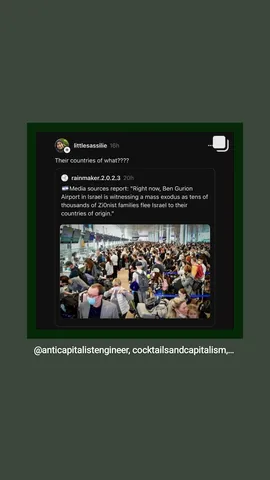 littlesassilie 16h
Their countries of what????
rainmaker.2.0.2.3 20h
🇮🇱Media sources report: "Right now, Ben Gurion
Airport in Israel is witnessing a mass exodus as tens of
thousands of Zi0nist families flee Israel to their
countries of origin."
@anticapitalistengineer, cocktailsandcapitalism,...